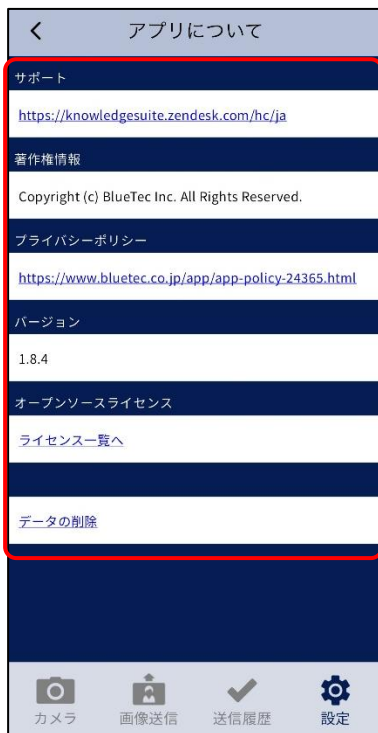 アプリについて
サポート
https://knowledgesuite.zendesk.com/hc/ja
著作権情報
Copyright (c) BlueTec Inc. All Rights Reserved.
プライバシーポリシー
https://www.bluetec.co.jp/app/app-policy-24365.html
バージョン
1.8.4
オープンソースライセンス
ライセンス一覧へ
データの削除
カメラ 画像送信 送信履歴 設定